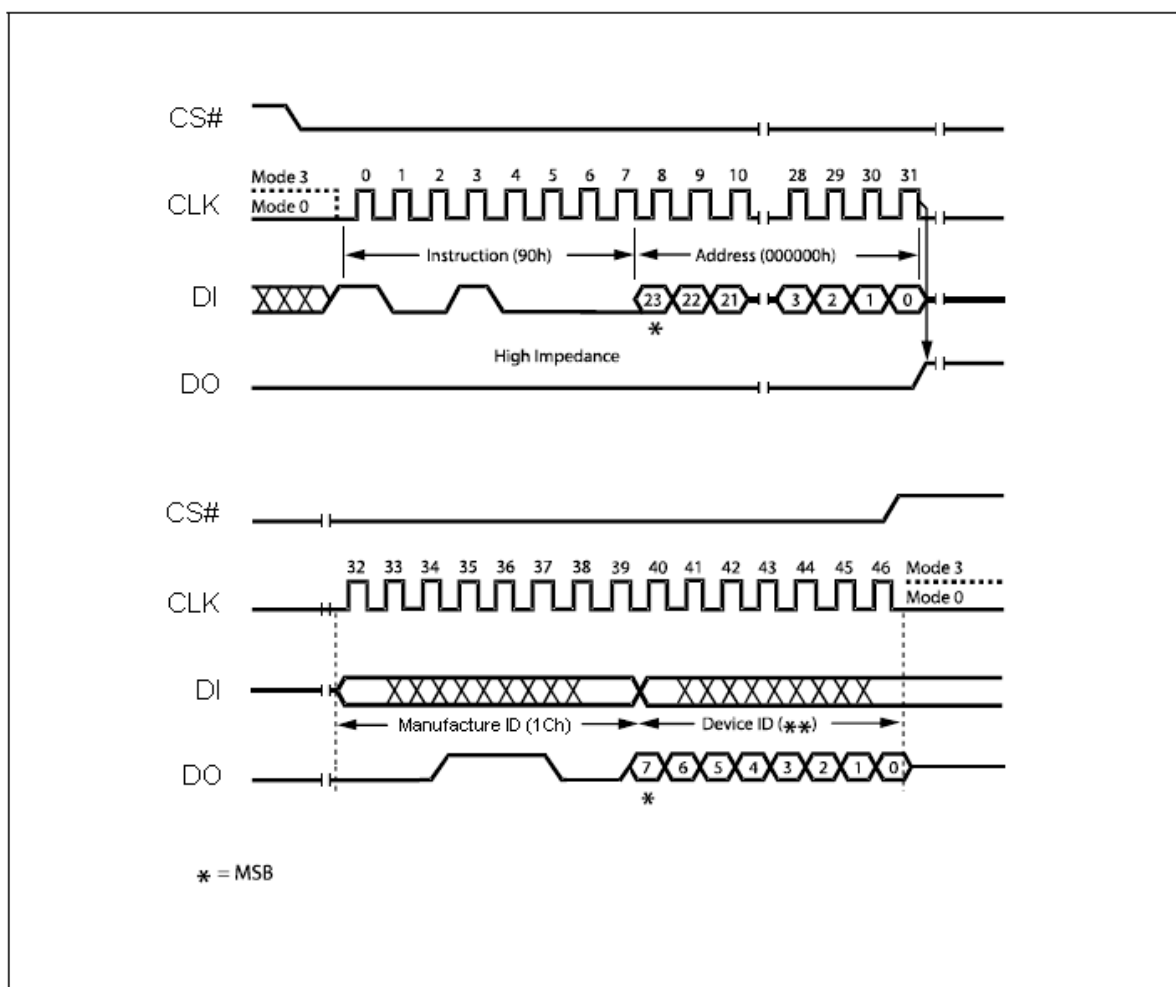 CS#
Mode 3
0 1 2 3 4 5 6 7 8 9 10 28 29 30 31
CLK
Mode 0
Instruction (90h)
Address (000000h)
DI
23 22 21 3 2 1 0
*
High Impedance
DO
CS#
32 33 34 35 36 37 38 39 40 41 42 43 44 45 46
Mode 3
CLK
Mode 0
DI
Manufacture ID (1Ch)
Device ID (**)
DO
7 6 5 4 3 2 1 0
*
* = MSB